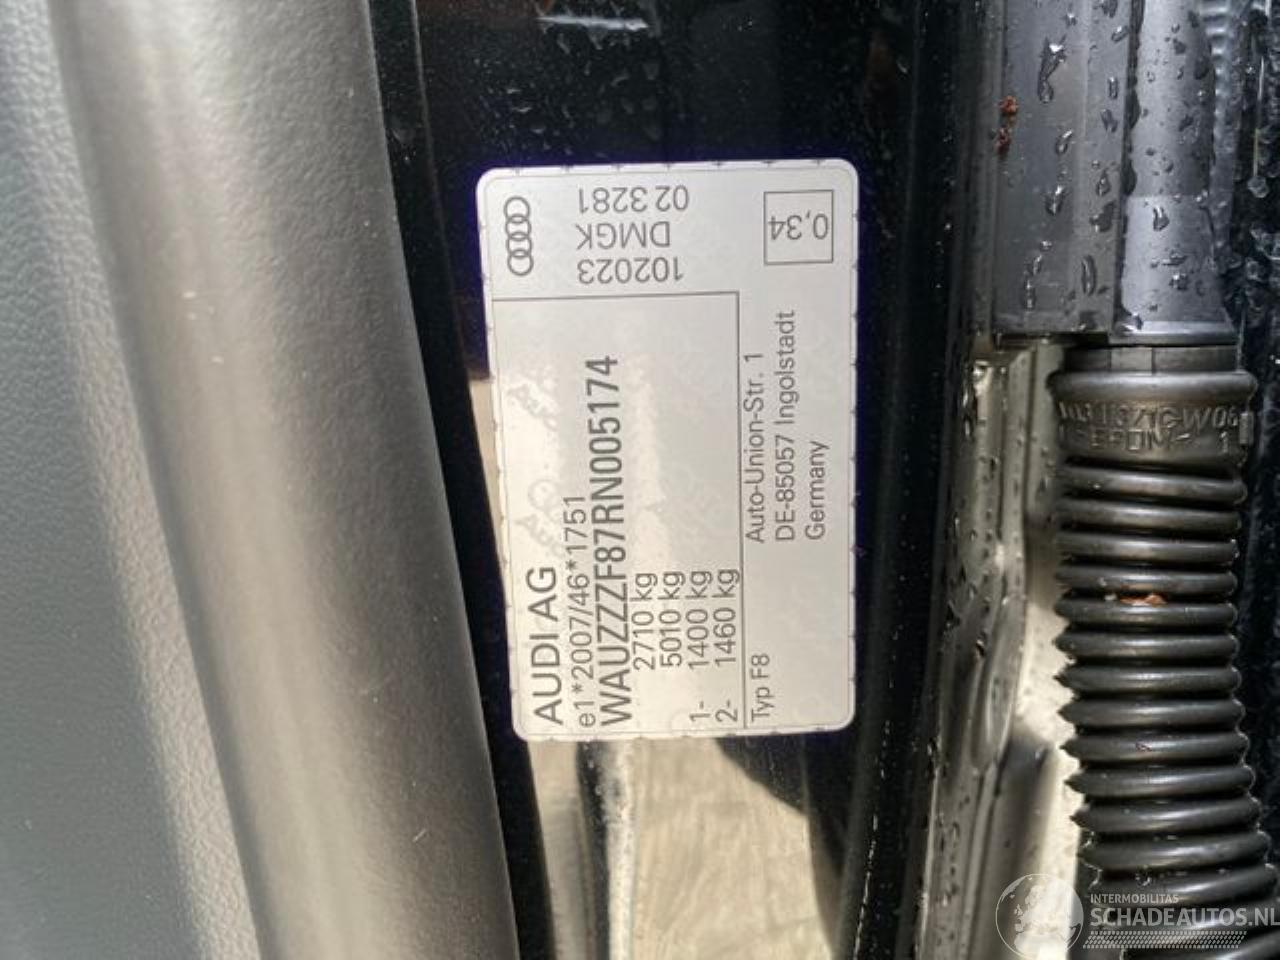 AUDI AG
e1*2007/46*1751
WAUZZZF87RN005174
2710 kg
5010 kg
1- 1400 kg
2- 1460 kg
Typ F8
Auto-Union-Str. 1
DE-85057 Ingolstadt
Germany
102023
DMGK
02 3281
0,34
INTERMOBILITAS
SCHADEAUTOS.NL